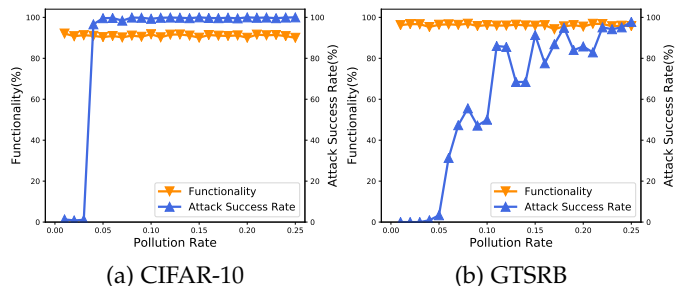 100
80
60
40
20
0
Functionality(%)
100
80
60
40
20
0
Attack Success Rate(%)
Functionality
Attack Success Rate
0.00 0.05 0.10 0.15 0.20 0.25
Pollution Rate
(a) CIFAR-10
100
80
60
40
20
0
Functionality(%)
100
80
60
40
20
0
Attack Success Rate(%)
Functionality
Attack Success Rate
0.00 0.05 0.10 0.15 0.20 0.25
Pollution Rate
(b) GTSRB